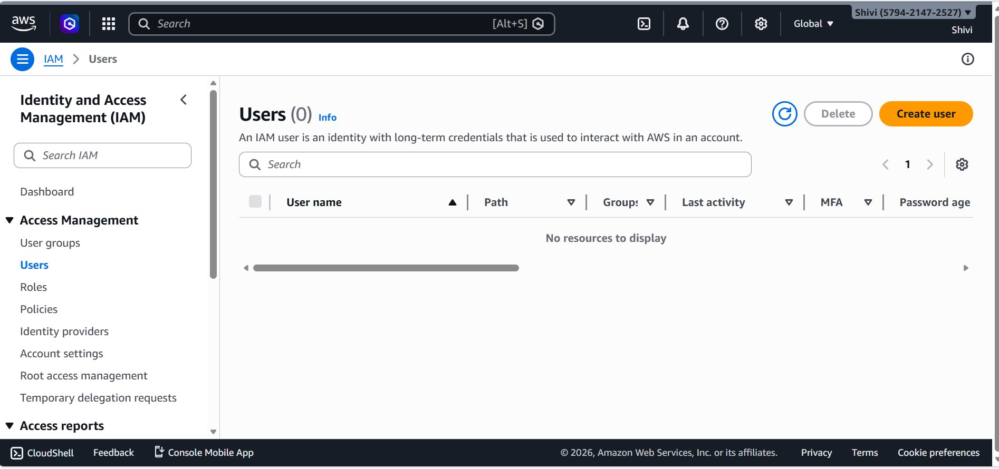 aws
Search
[Alt+S]
Global
Shivi (5794-2147-2527)
Shivi
IAM
Users
Identity and Access
Management (IAM)
Search IAM
Dashboard
Access Management
User groups
Users
Roles
Policies
Identity providers
Account settings
Root access management
Temporary delegation requests
Access reports
Users (0) Info
Delete
Create user
An IAM user is an identity with long-term credentials that is used to interact with AWS in an account.
Search
1
User name
Path
Groups
Last activity
MFA
Password age
No resources to display
CloudShell
Feedback
Console Mobile App
© 2026, Amazon Web Services, Inc. or its affiliates.
Privacy
Terms
Cookie preferences